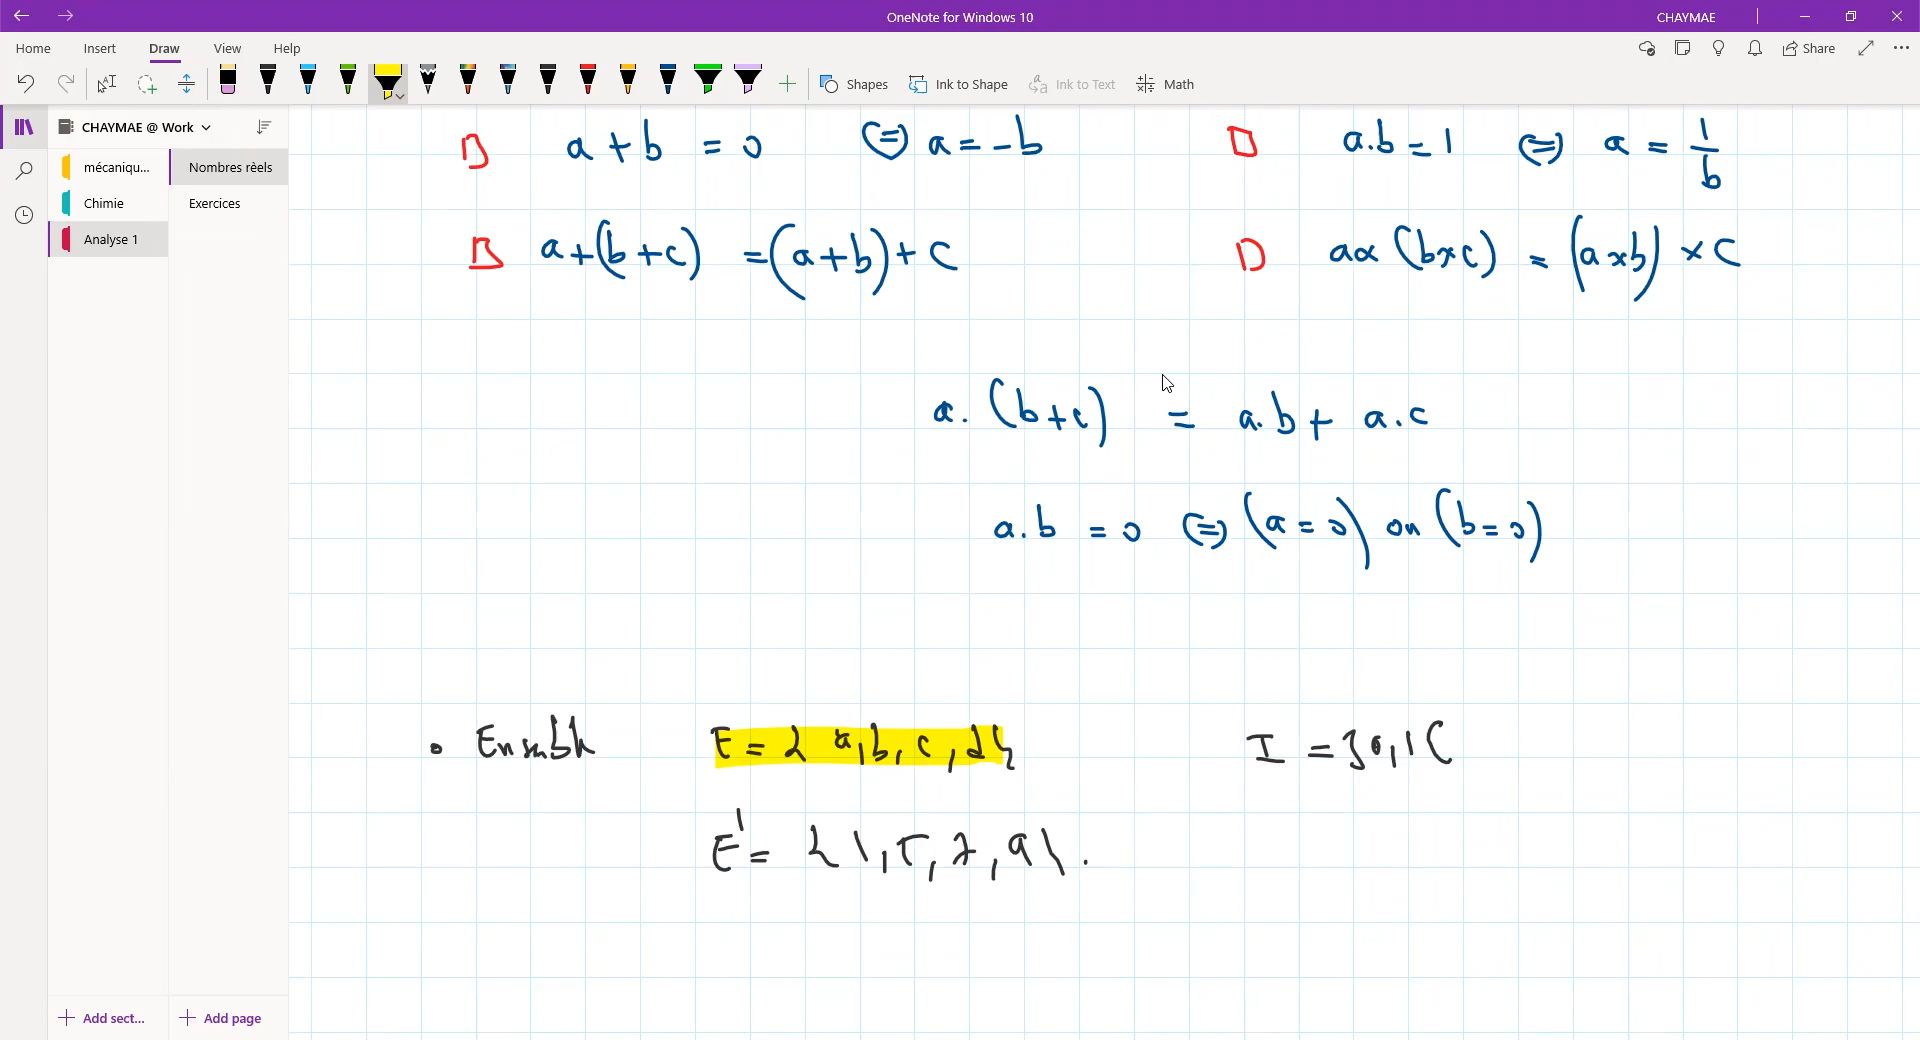 OneNote for Windows 10
CHAYMAE
Home Insert Draw View Help
Share
Shapes Ink to Shape Ink to Text Math
CHAYMAE @ Work
mécaniqu...
Chimie
Analyse 1
Nombres rèels
Exercices
a + b = 0 ⟺ a = -b
a.b = 1 ⟺ a = 1/b
a+(b+c) = (a+b)+c
a×(b×c) = (a×b)×c
a.(b+c) = a.b + a.c
a.b = 0 ⟺ (a=0) ou (b=0)
• Ensemble E = { a, b, c, d } I = ]0,1[
E' = { 1, 5, 7, 9 }.
+ Add sect...
+ Add page